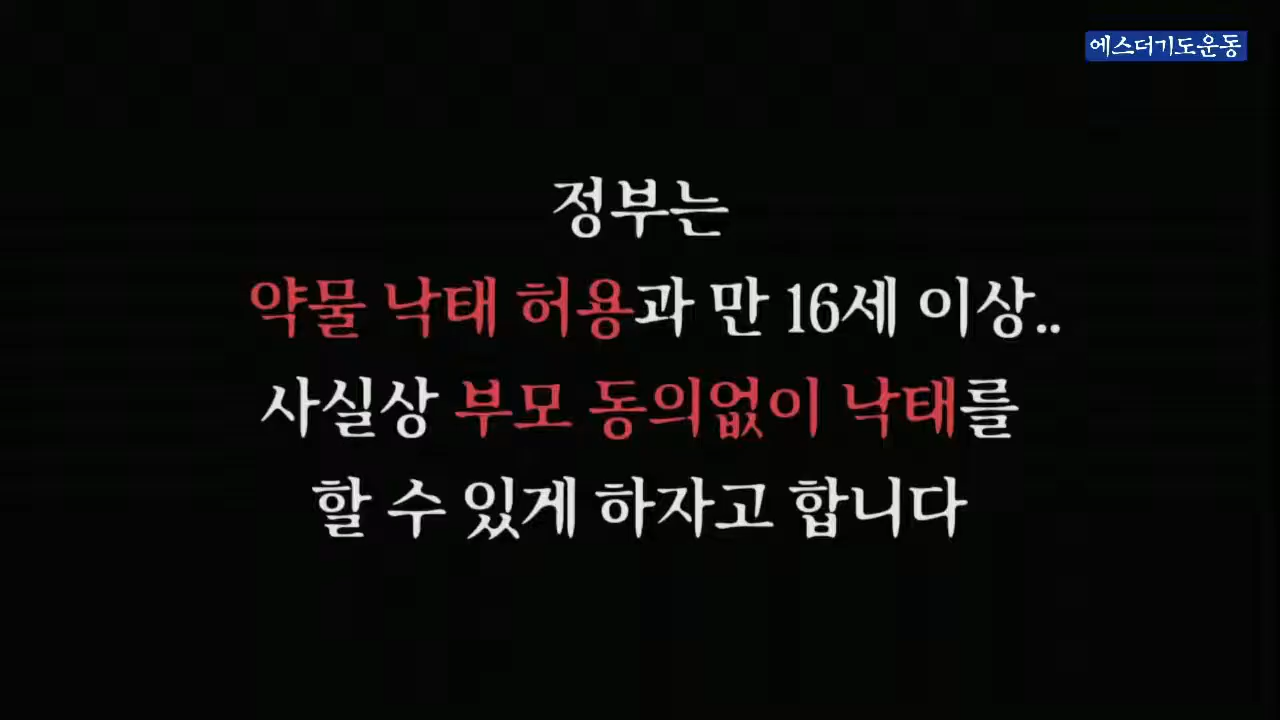 에스더기도운동
정부는
약물 낙태 허용과 만 16세 이상..
사실상 부모 동의없이 낙태를
할 수 있게 하자고 합니다